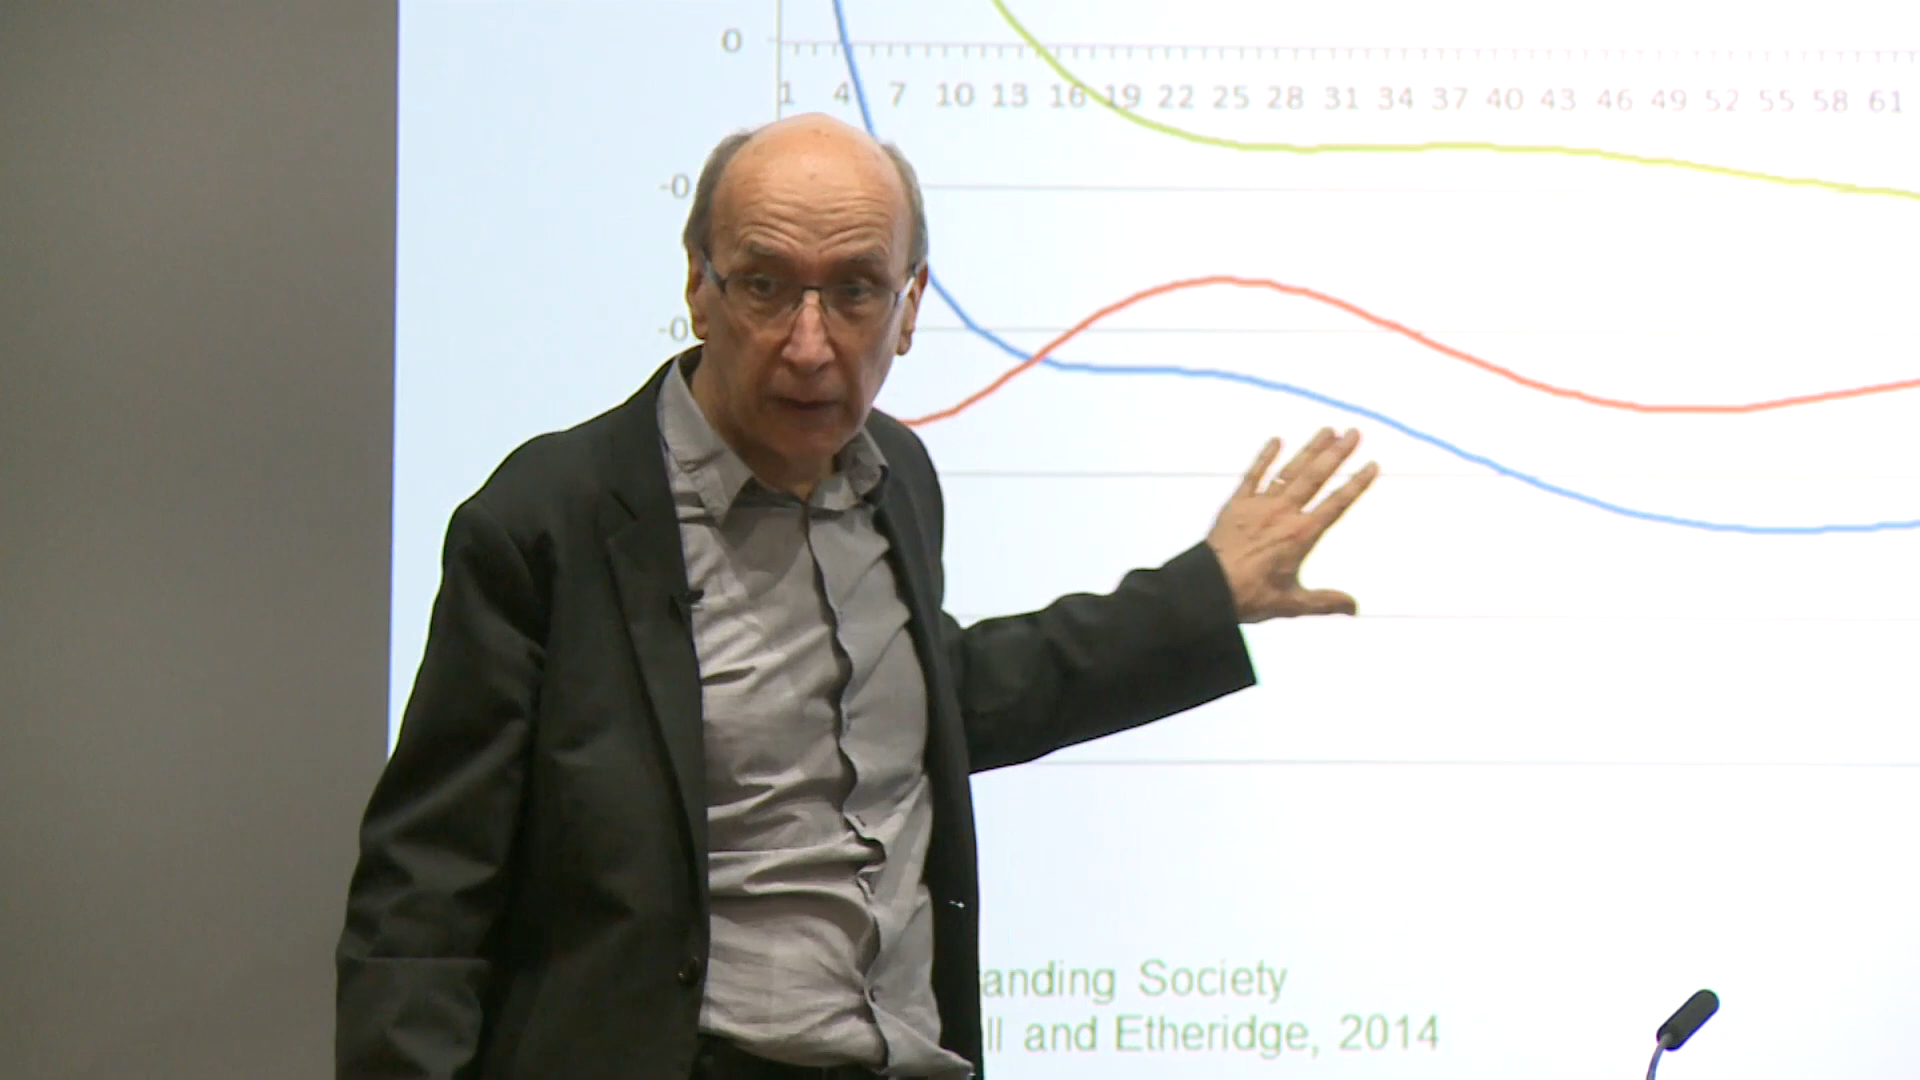 0
1 4 7 10 13 16 19 22 25 28 31 34 37 40 43 46 49 52 55 58 61
-0
-0
anding Society
ll and Etheridge, 2014